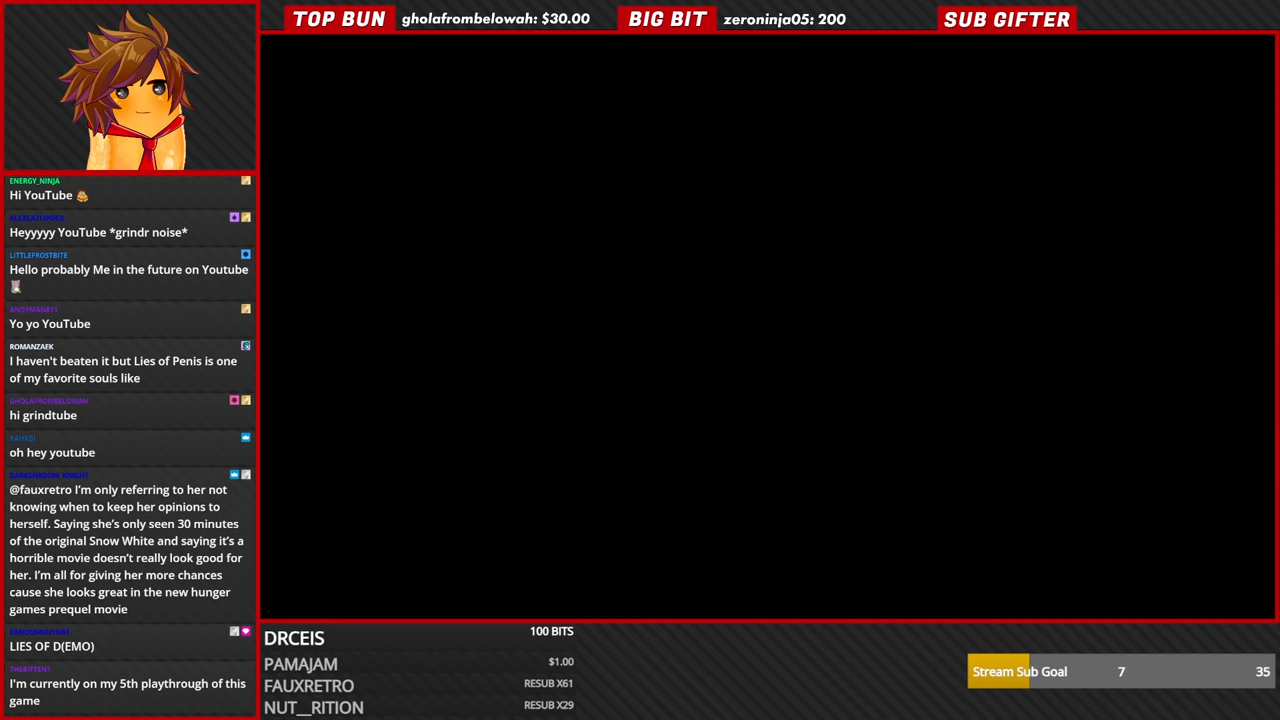 TOP BUN gholafrombelowah: $30.00 BIG BIT zeroninja05: 200 SUB GIFTER
ENERGY_NINJA
Hi YouTube
ALEXCATLIPOCA
Heyyyyy YouTube *grindr noise*
LITTLEFROSTBITE
Hello probably Me in the future on Youtube
ANDYMANE11
Yo yo YouTube
ROMANZAEK
I haven't beaten it but Lies of Penis is one
of my favorite souls like
GHOLAFROMBELOWAH
hi grindtube
RAHXBI
oh hey youtube
DARKSHADOW_KNIGHT
@fauxretro I’m only referring to her not
knowing when to keep her opinions to
herself. Saying she’s only seen 30 minutes
of the original Snow White and saying it’s a
horrible movie doesn’t really look good for
her. I’m all for giving her more chances
cause she looks great in the new hunger
games prequel movie
LIES OF D(EMO)
THEBITTEN1
I'm currently on my 5th playthrough of this
game
DRCEIS 100 BITS
PAMAJAM $1.00
FAUXRETRO RESUB X61
NUT__RITION RESUB X29
Stream Sub Goal 7 35